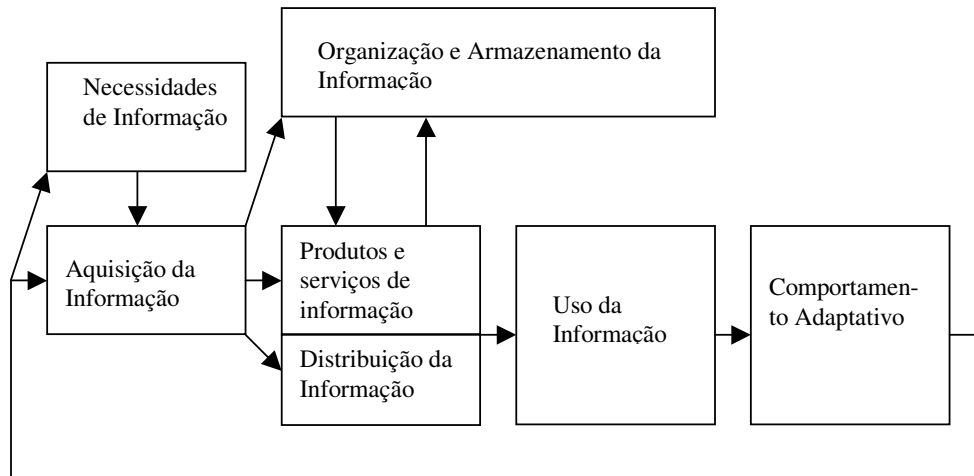 Organização e Armazenamento da
Informação
Necessidades
de Informação
Aquisição da
Informação
Produtos e
serviços de
informação
Distribuição da
Informação
Uso da
Informação
Comportamen-
to Adaptativo